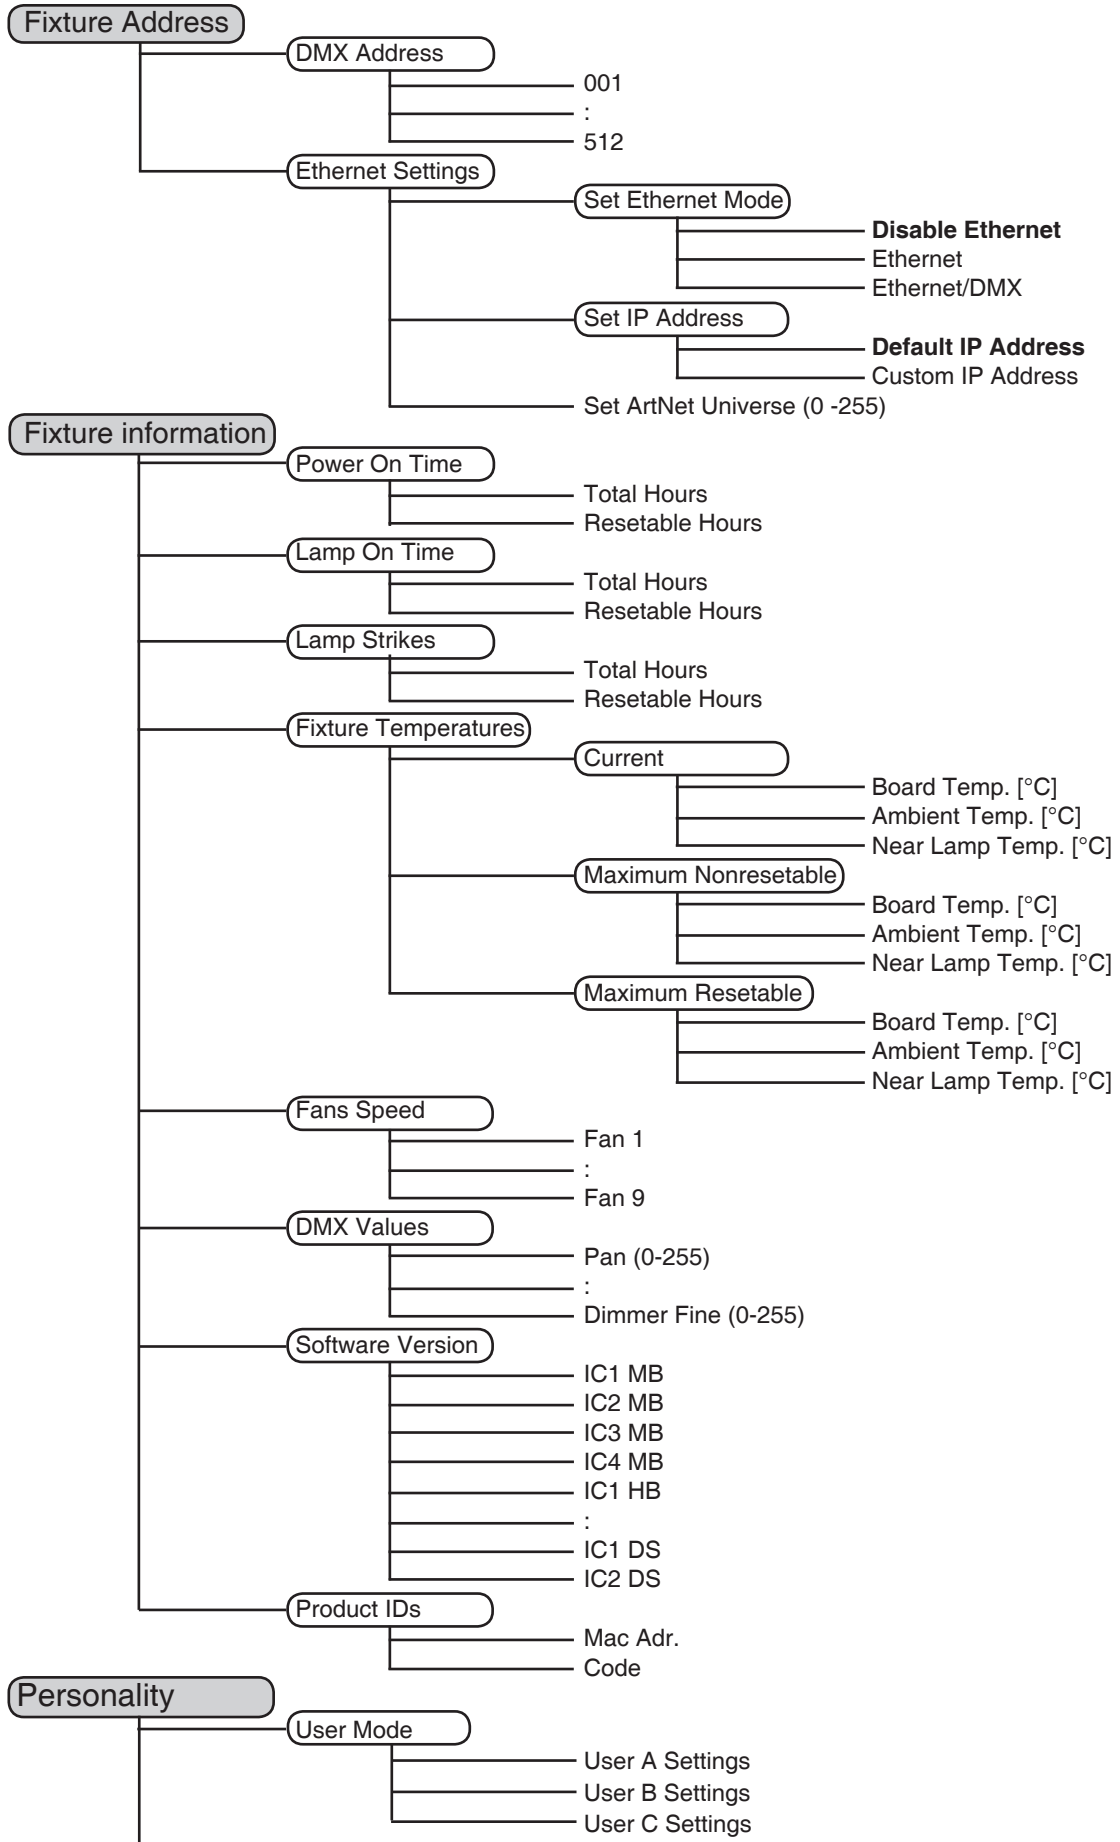 Fixture Address
DMX Address
001
:
512
Ethernet Settings
Set Ethernet Mode
Disable Ethernet
Ethernet
Ethernet/DMX
Set IP Address
Default IP Address
Custom IP Address
Set ArtNet Universe (0 -255)
Fixture information
Power On Time
Total Hours
Resetable Hours
Lamp On Time
Total Hours
Resetable Hours
Lamp Strikes
Total Hours
Resetable Hours
Fixture Temperatures
Current
Board Temp. [°C]
Ambient Temp. [°C]
Near Lamp Temp. [°C]
Maximum Nonresetable
Board Temp. [°C]
Ambient Temp. [°C]
Near Lamp Temp. [°C]
Maximum Resetable
Board Temp. [°C]
Ambient Temp. [°C]
Near Lamp Temp. [°C]
Fans Speed
Fan 1
:
Fan 9
DMX Values
Pan (0-255)
:
Dimmer Fine (0-255)
Software Version
IC1 MB
IC2 MB
IC3 MB
IC4 MB
IC1 HB
:
IC1 DS
IC2 DS
Product IDs
Mac Adr.
Code
Personality
User Mode
User A Settings
User B Settings
User C Settings